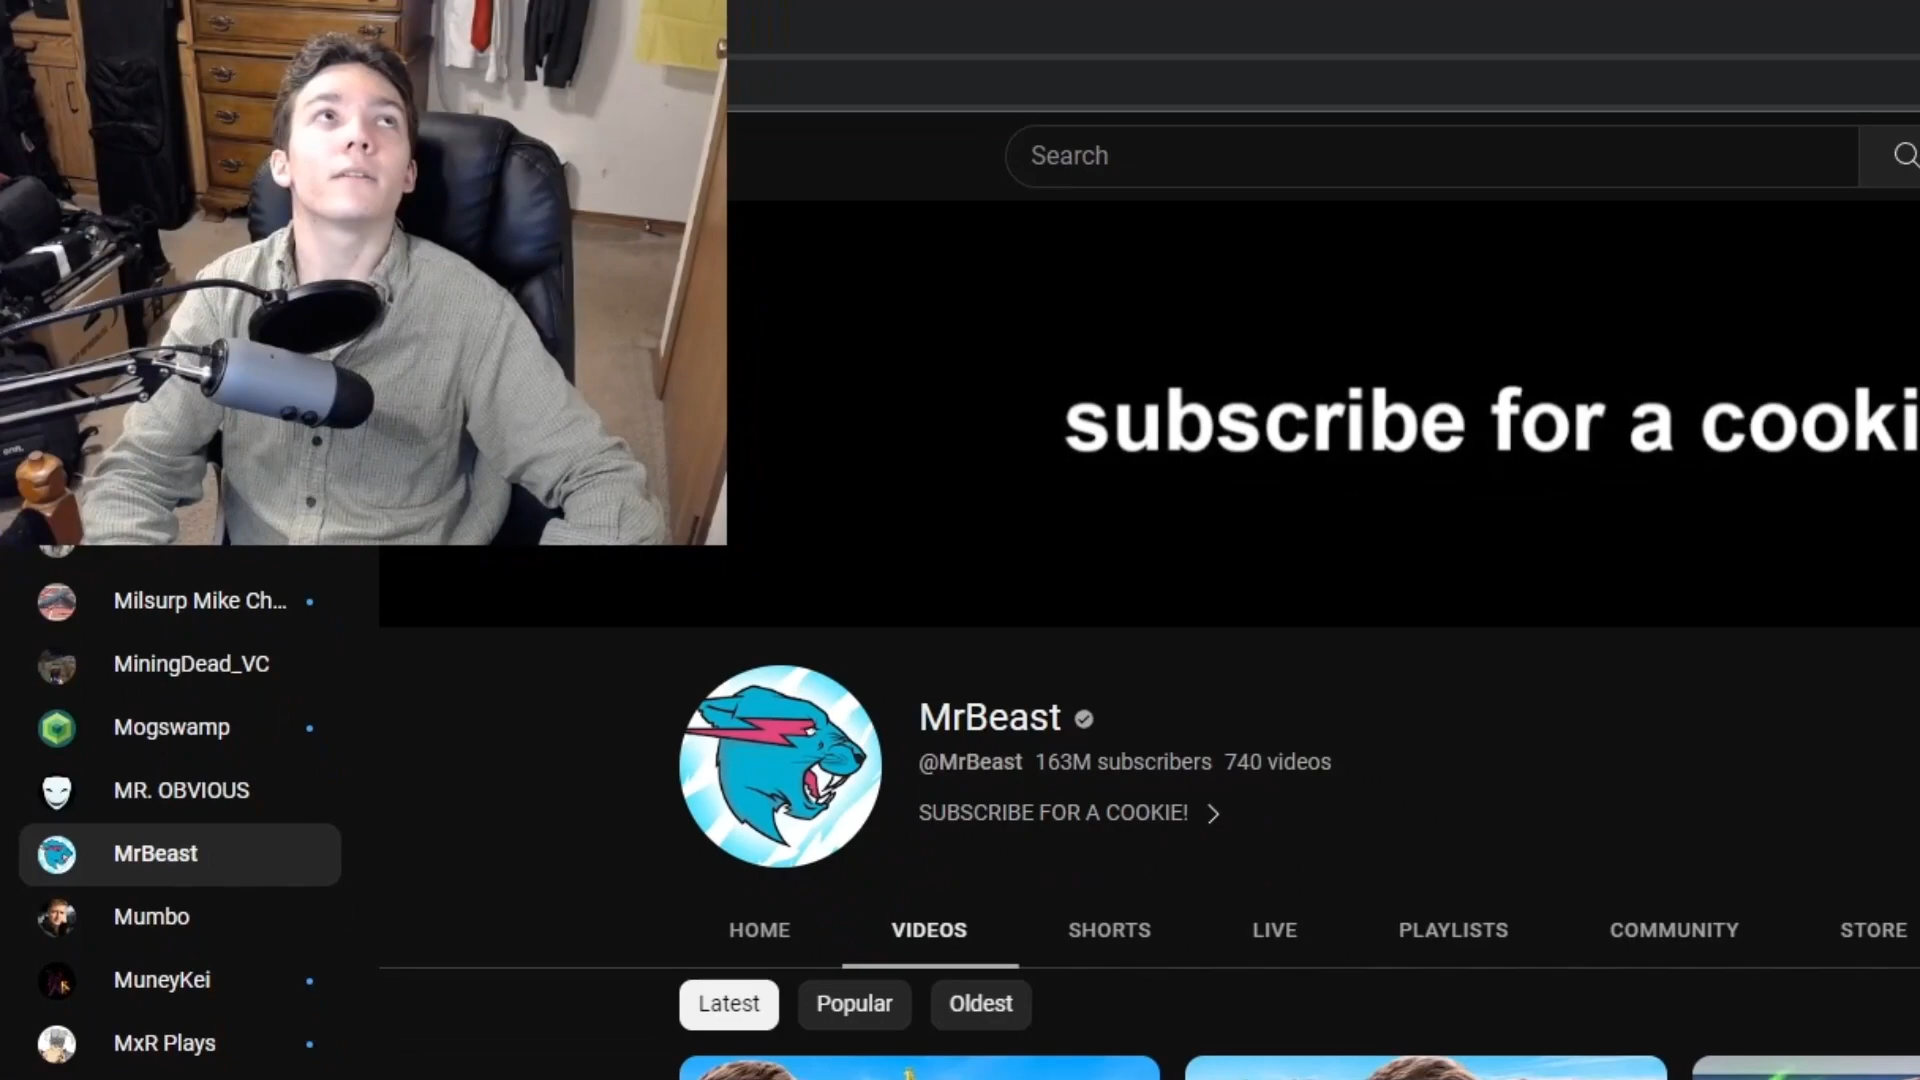 Search
subscribe for a cooki
Milsurp Mike Ch...
MiningDead_VC
Mogswamp
MR. OBVIOUS
MrBeast
Mumbo
MuneyKei
MxR Plays
MrBeast
@MrBeast 163M subscribers 740 videos
SUBSCRIBE FOR A COOKIE!
HOME VIDEOS SHORTS LIVE PLAYLISTS COMMUNITY STORE
Latest Popular Oldest